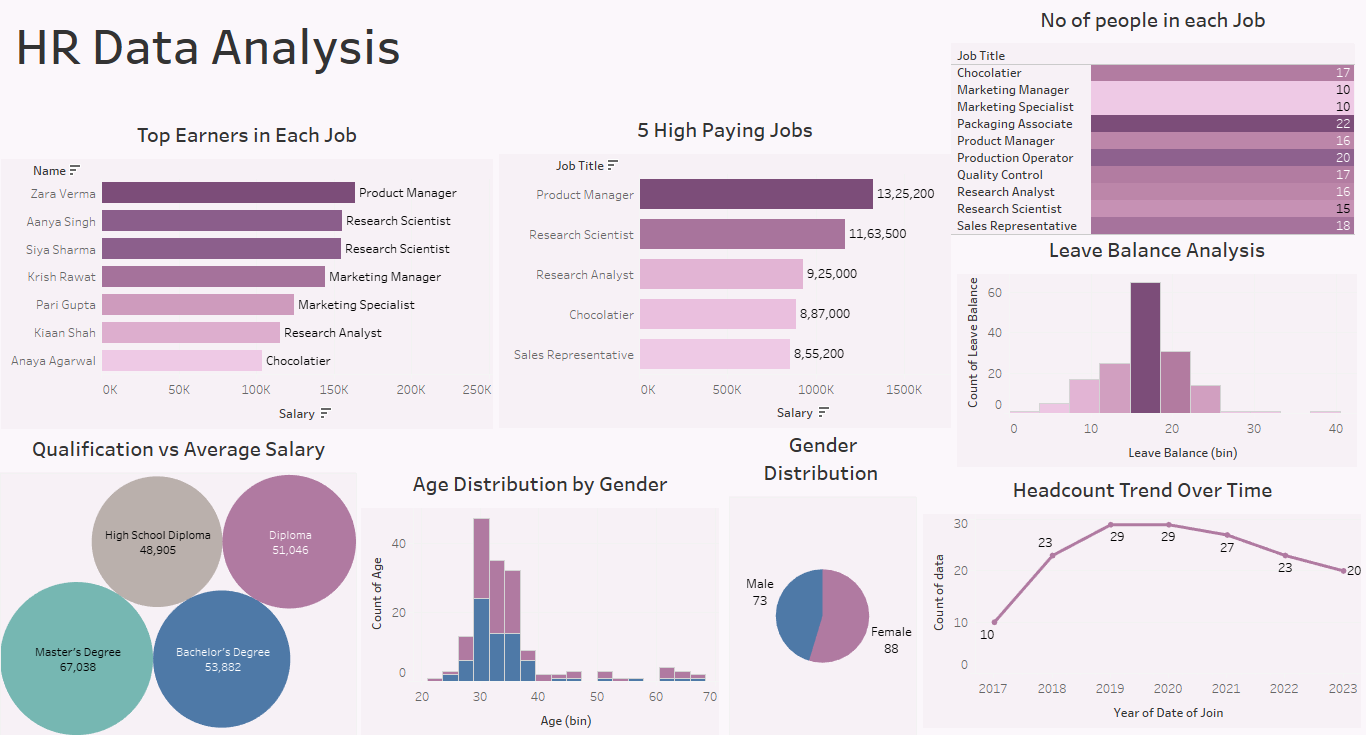 HR Data Analysis
Top Earners in Each Job
Name
Zara Verma Product Manager
Aanya Singh Research Scientist
Siya Sharma Research Scientist
Krish Rawat Marketing Manager
Pari Gupta Marketing Specialist
Kiaan Shah Research Analyst
Anaya Agarwal Chocolatier
0K 50K 100K 150K 200K 250K
Salary
5 High Paying Jobs
Job Title
Product Manager 13,25,200
Research Scientist 11,63,500
Research Analyst 9,25,000
Chocolatier 8,87,000
Sales Representative 8,55,200
0K 500K 1000K 1500K
Salary
No of people in each Job
Job Title
Chocolatier 17
Marketing Manager 10
Marketing Specialist 10
Packaging Associate 22
Product Manager 16
Production Operator 20
Quality Control 17
Research Analyst 16
Research Scientist 15
Sales Representative 18
Leave Balance Analysis
Count of Leave Balance
60
40
20
0
0 10 20 30 40
Leave Balance (bin)
Qualification vs Average Salary
High School Diploma
48,905
Diploma
51,046
Master's Degree
67,038
Bachelor's Degree
53,882
Age Distribution by Gender
Count of Age
40
20
0
20 30 40 50 60 70
Age (bin)
Gender
Distribution
Male
73
Female
88
Headcount Trend Over Time
Count of data
30
20
10
0
10
23
29
29
27
23
20
2017 2018 2019 2020 2021 2022 2023
Year of Date of Join